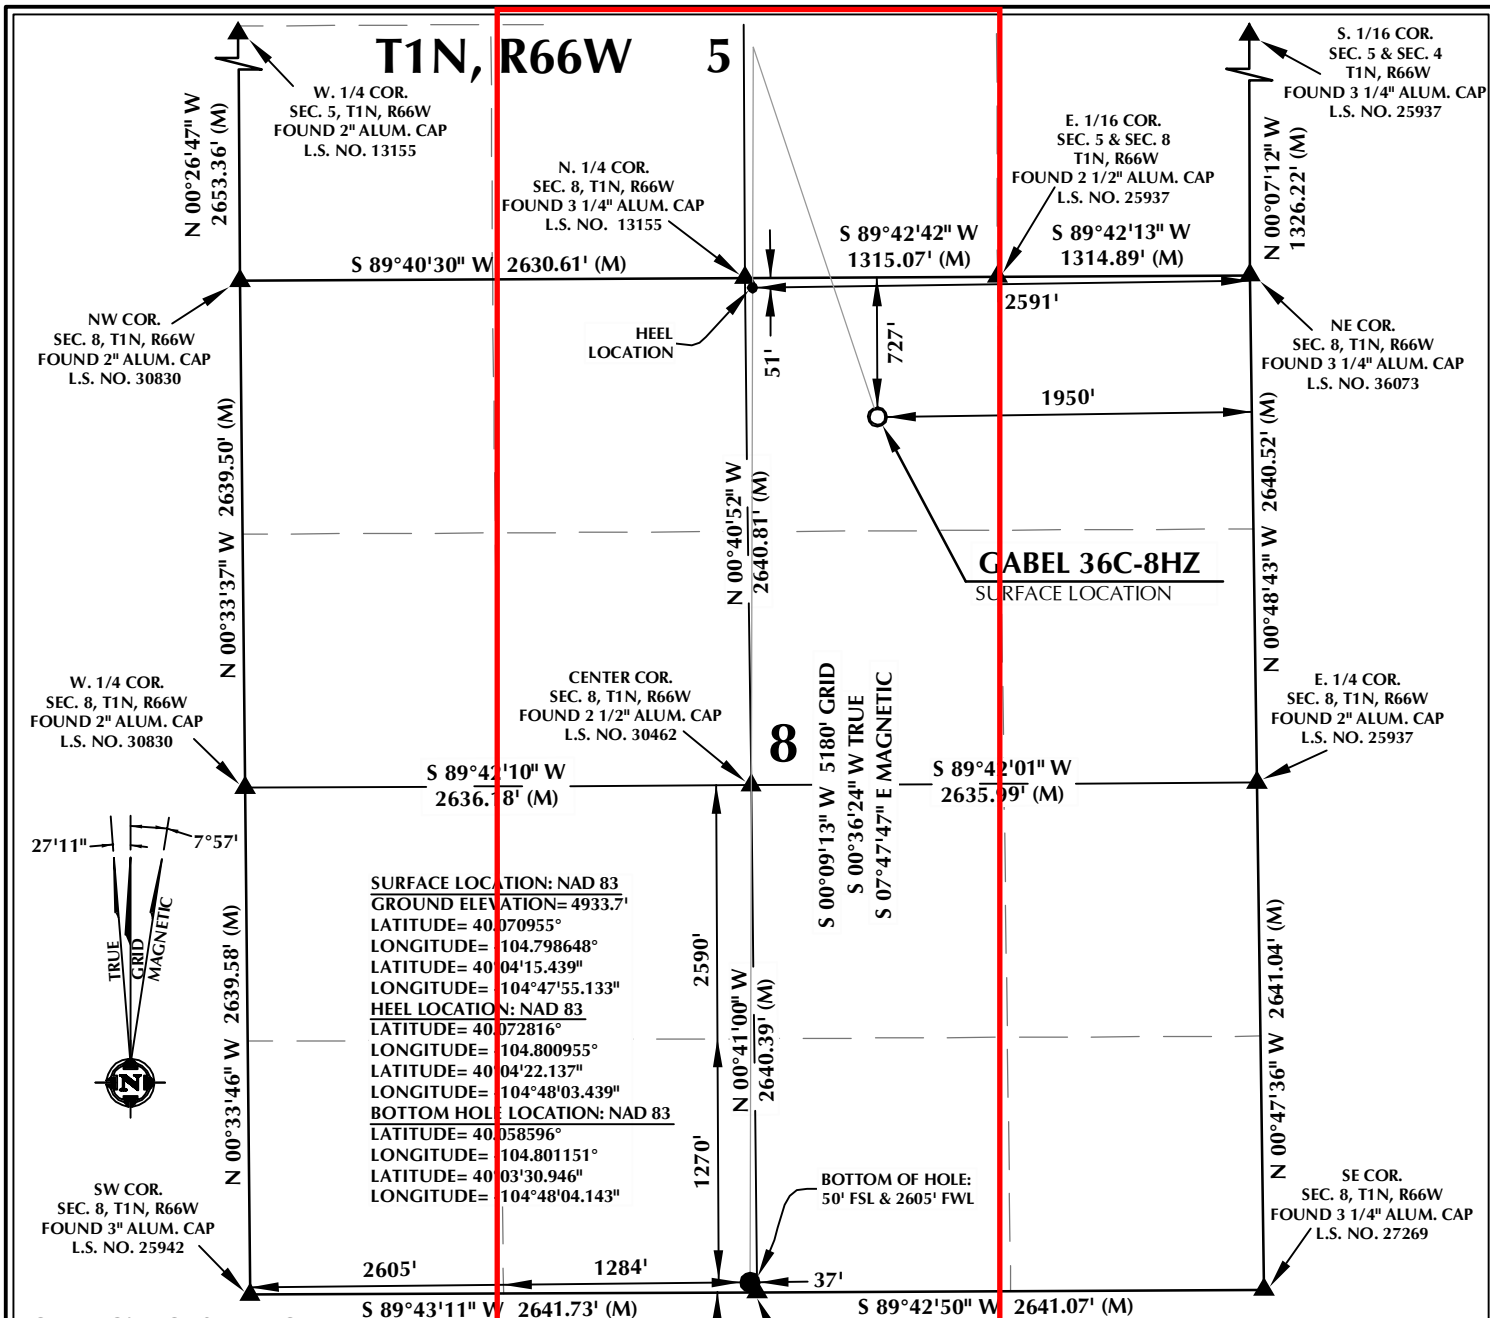 T1N, R66W 5
W. 1/4 COR.
SEC. 5, T1N, R66W
FOUND 2" ALUM. CAP
L.S. NO. 13155
S. 1/16 COR.
SEC. 5 & SEC. 4
T1N, R66W
FOUND 3 1/4" ALUM. CAP
L.S. NO. 25937
N 00°26'47" W
2653.36' (M)
N. 1/4 COR.
SEC. 8, T1N, R66W
FOUND 3 1/4" ALUM. CAP
L.S. NO. 13155
E. 1/16 COR.
SEC. 5 & SEC. 8
T1N, R66W
FOUND 2 1/2" ALUM. CAP
L.S. NO. 25937
N 00°07'12" W
1326.22' (M)
S 89°40'30" W 2630.61' (M)
S 89°42'42" W
1315.07' (M)
S 89°42'13" W
1314.89' (M)
NW COR.
SEC. 8, T1N, R66W
FOUND 2" ALUM. CAP
L.S. NO. 30830
HEEL
LOCATION
51'
727'
2591'
NE COR.
SEC. 8, T1N, R66W
FOUND 3 1/4" ALUM. CAP
L.S. NO. 36073
1950'
N 00°33'37" W 2639.50' (M)
N 00°40'52" W
2640.81' (M)
GABEL 36C-8HZ
SURFACE LOCATION
N 00°48'43" W 2640.52' (M)
W. 1/4 COR.
SEC. 8, T1N, R66W
FOUND 2" ALUM. CAP
L.S. NO. 30830
CENTER COR.
SEC. 8, T1N, R66W
FOUND 2 1/2" ALUM. CAP
L.S. NO. 30462
8
S 00°09'13" W 5180' GRID
S 00°36'24" W TRUE
S 07°47'47" E MAGNETIC
E. 1/4 COR.
SEC. 8, T1N, R66W
FOUND 2" ALUM. CAP
L.S. NO. 25937
S 89°42'10" W
2636.18' (M)
S 89°42'01" W
2635.99' (M)
27'11"
7°57'
TRUE
GRID
MAGNETIC
N
N 00°33'46" W 2639.58' (M)
SURFACE LOCATION: NAD 83
GROUND ELEVATION= 4933.7'
LATITUDE= 40.070955°
LONGITUDE= -104.798648°
LATITUDE= 40°04'15.439"
LONGITUDE= -104°47'55.133"
HEEL LOCATION: NAD 83
LATITUDE= 40.072816°
LONGITUDE= -104.800955°
LATITUDE= 40°04'22.137"
LONGITUDE= -104°48'03.439"
BOTTOM HOLE LOCATION: NAD 83
LATITUDE= 40.058596°
LONGITUDE= -104.801151°
LATITUDE= 40°03'30.946"
LONGITUDE= -104°48'04.143"
2590'
1270'
N 00°41'00" W
2640.39' (M)
N 00°47'36" W 2641.04' (M)
BOTTOM OF HOLE:
50' FSL & 2605' FWL
SW COR.
SEC. 8, T1N, R66W
FOUND 3" ALUM. CAP
L.S. NO. 25942
SE COR.
SEC. 8, T1N, R66W
FOUND 3 1/4" ALUM. CAP
L.S. NO. 27269
2605'
1284'
37'
S 89°43'11" W 2641.73' (M)
S 89°42'50" W 2641.07' (M)